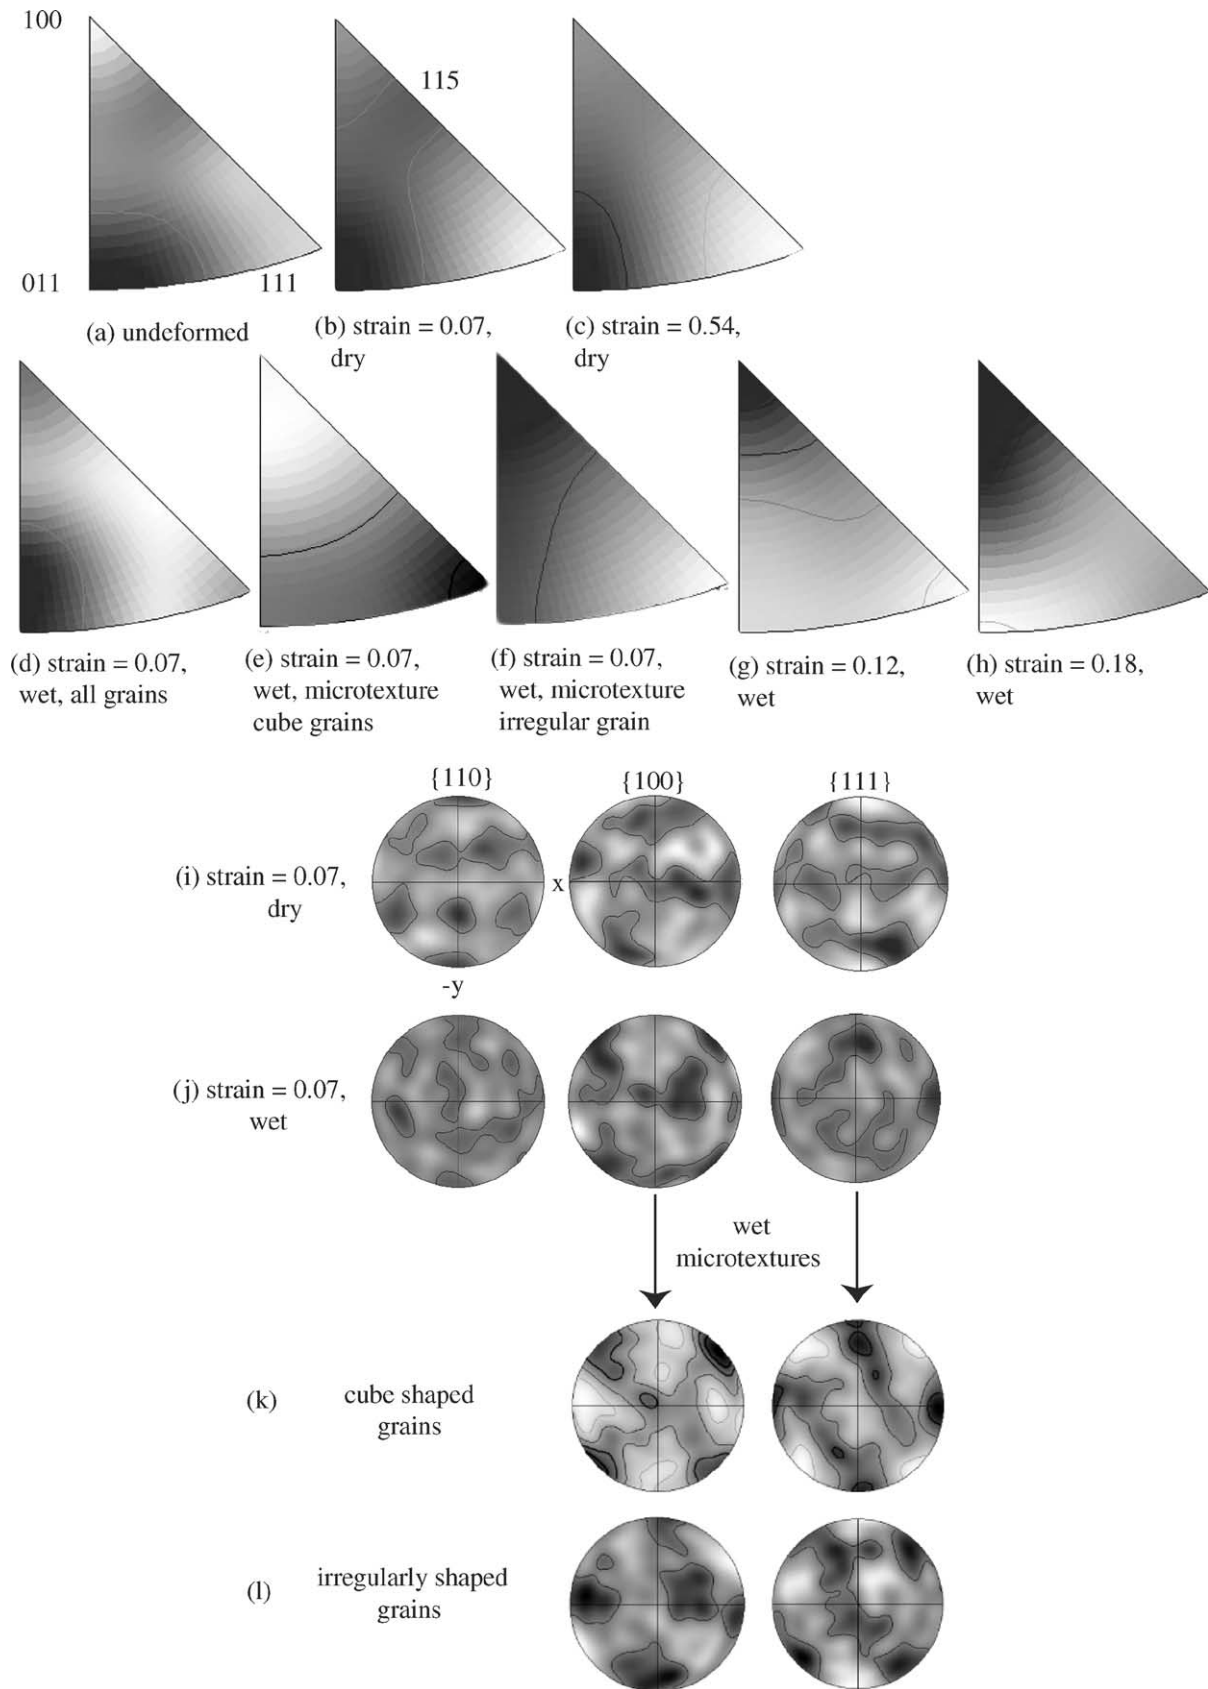 100
115
011
111
(a) undeformed
(b) strain = 0.07,
dry
(c) strain = 0.54,
dry
(d) strain = 0.07,
wet, all grains
(e) strain = 0.07,
wet, microtexture
cube grains
(f) strain = 0.07,
wet, microtexture
irregular grain
(g) strain = 0.12,
wet
(h) strain = 0.18,
wet
{110}
{100}
{111}
(i) strain = 0.07,
dry
x
-y
(j) strain = 0.07,
wet
wet
microtextures
(k)
cube shaped
grains
(l)
irregularly shaped
grains